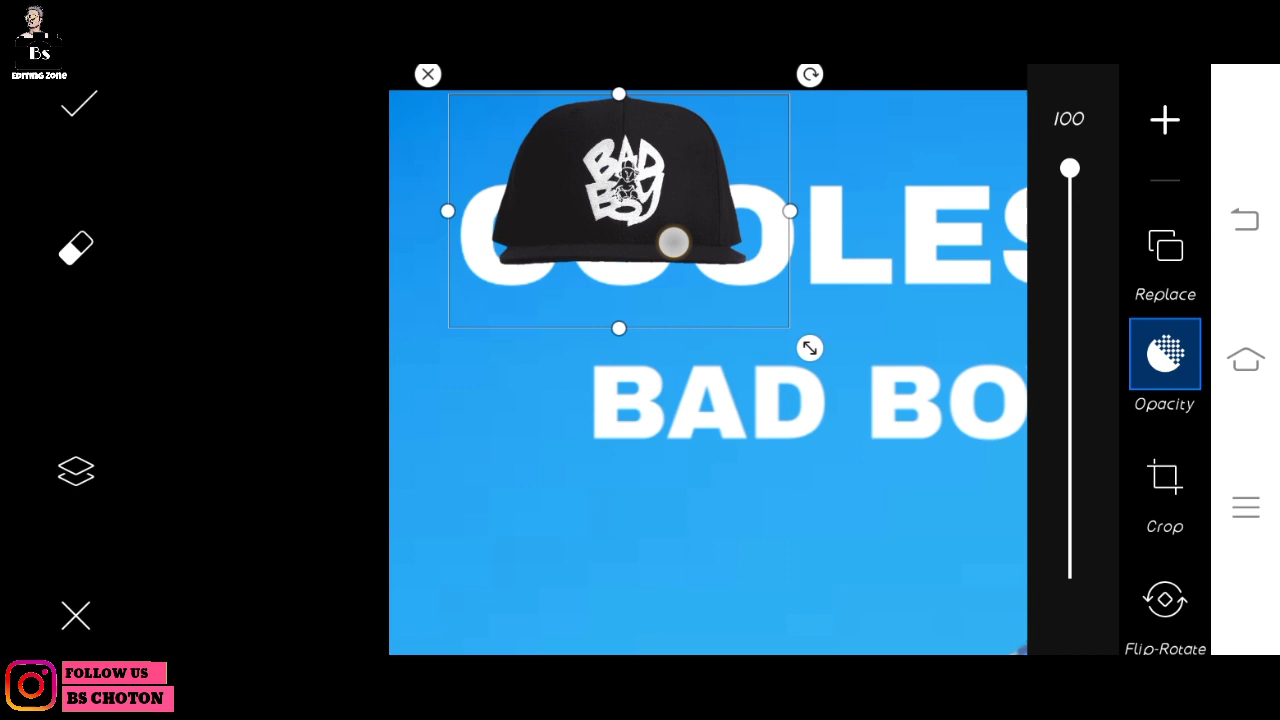 Bs
Editing Zone
100
BAD
BOY
COOLES
BAD BO
Replace
Opacity
Crop
Flip-Rotate
FOLLOW US
BS CHOTON